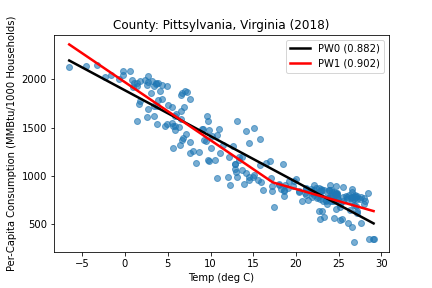 County: Pittsylvania, Virginia (2018)
Per-Capita Consumption (MMBtu/1000 Households)
2000
1500
1000
500
PW0 (0.882)
PW1 (0.902)
−5 0 5 10 15 20 25 30
Temp (deg C)